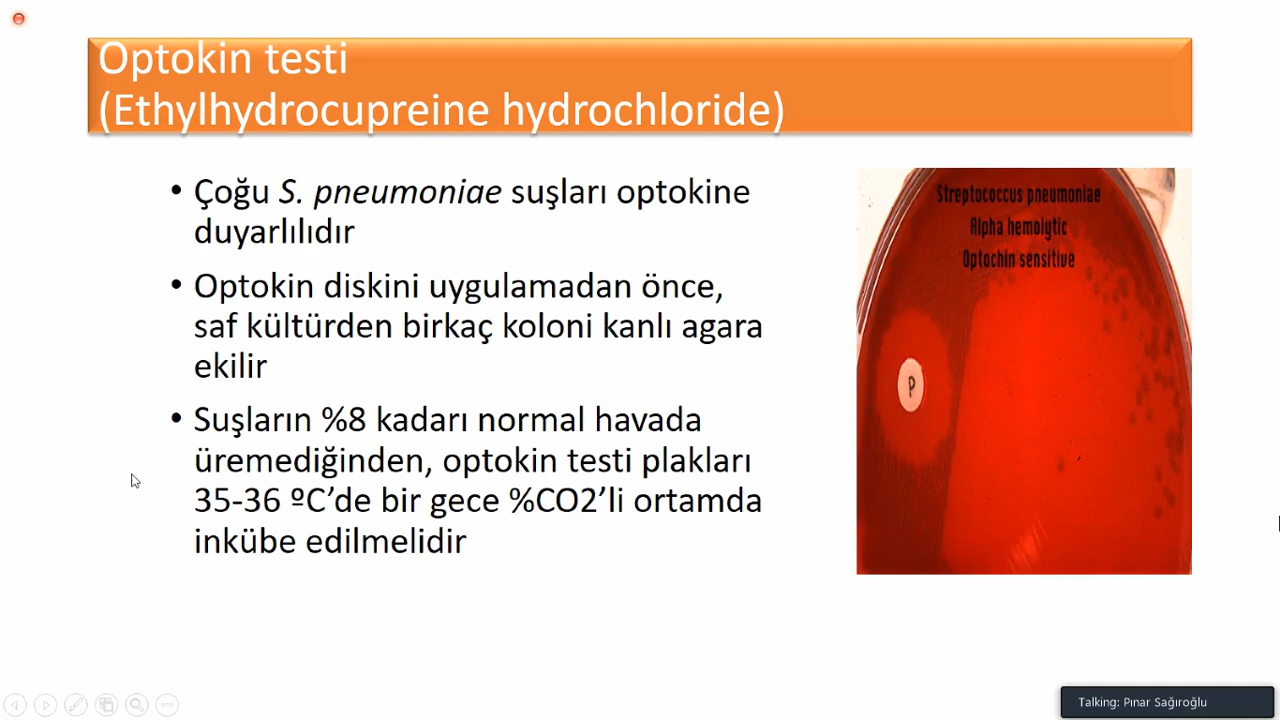 Optokin testi
(Ethylhydrocupreine hydrochloride)
• Çoğu S. pneumoniae suşları optokine
duyarlılıdır
• Optokin diskini uygulamadan önce,
saf kültürden birkaç koloni kanlı agara
ekilir
• Suşların %8 kadarı normal havada
üremediğinden, optokin testi plakları
35-36 ºC’de bir gece %CO2’li ortamda
inkübe edilmelidir
Streptococcus pneumoniae
Alpha hemolytic
Optochin sensitive
P
Talking: Pınar Sağıroğlu